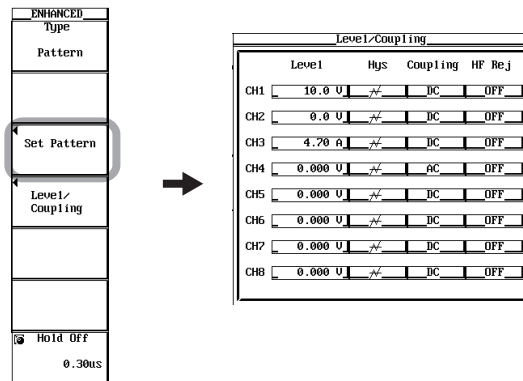 ENHANCED
Type
Pattern
Set Pattern
Level/
Coupling
Hold Off
0.30us
Level/Coupling
Level Hys Coupling HF Rej
CH1 10.0 V DC OFF
CH2 0.0 V DC OFF
CH3 4.70 A DC OFF
CH4 0.000 V AC OFF
CH5 0.000 V DC OFF
CH6 0.000 V DC OFF
CH7 0.000 V DC OFF
CH8 0.000 V DC OFF